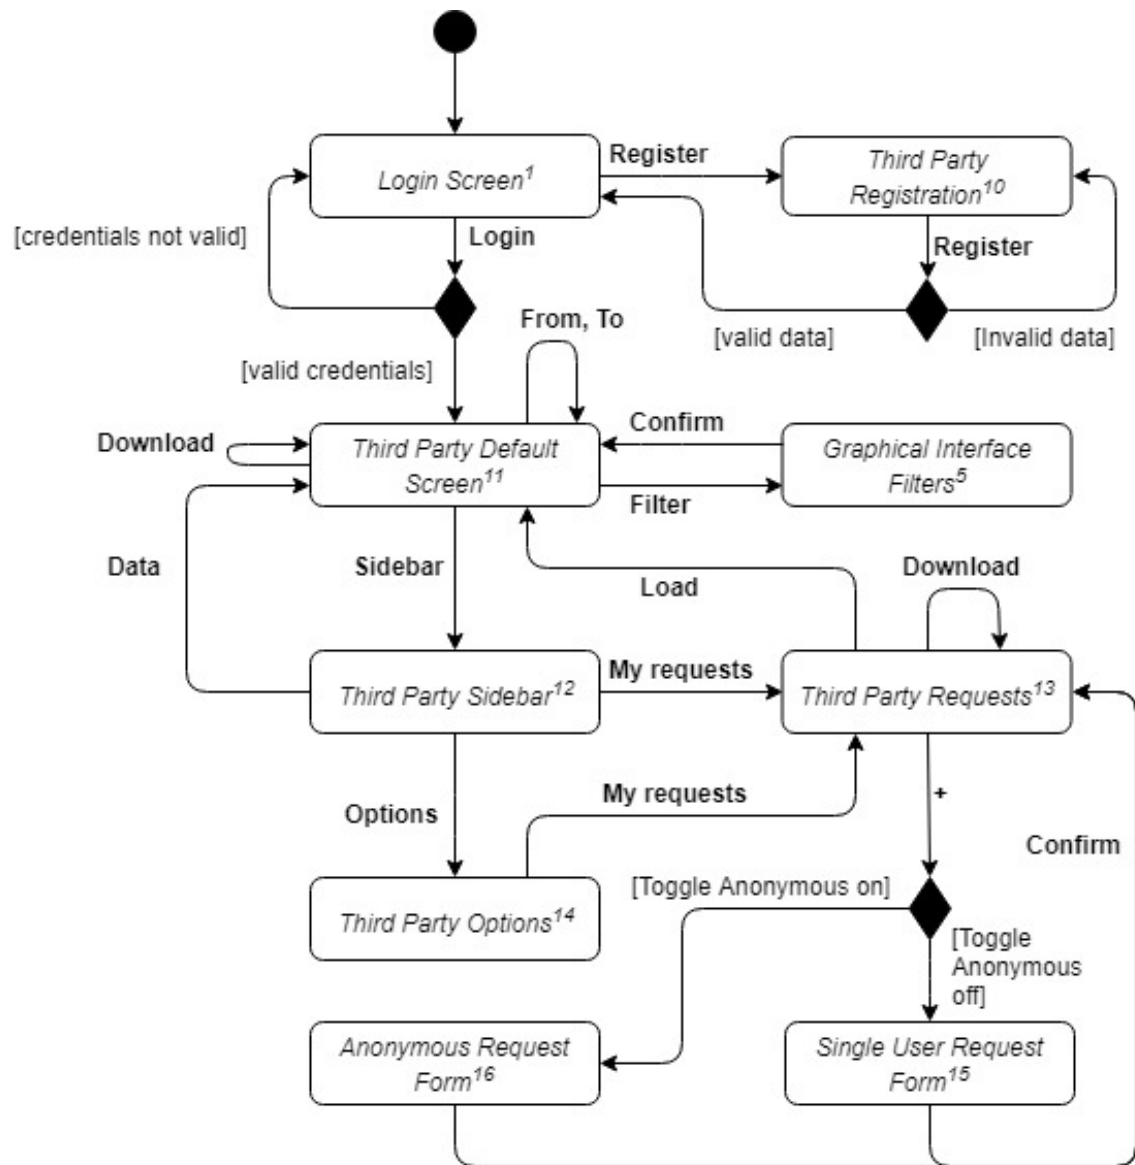 Login Screen1
Register
Third Party
Registration10
[credentials not valid]
Login
Register
[valid data]
[Invalid data]
From, To
[valid credentials]
Download
Third Party Default
Screen11
Confirm
Filter
Graphical Interface
Filters5
Data
Sidebar
Load
Download
Third Party Sidebar12
My requests
Third Party Requests13
Options
My requests
+
Confirm
Third Party Options14
[Toggle Anonymous on]
[Toggle
Anonymous
off]
Anonymous Request
Form16
Single User Request
Form15